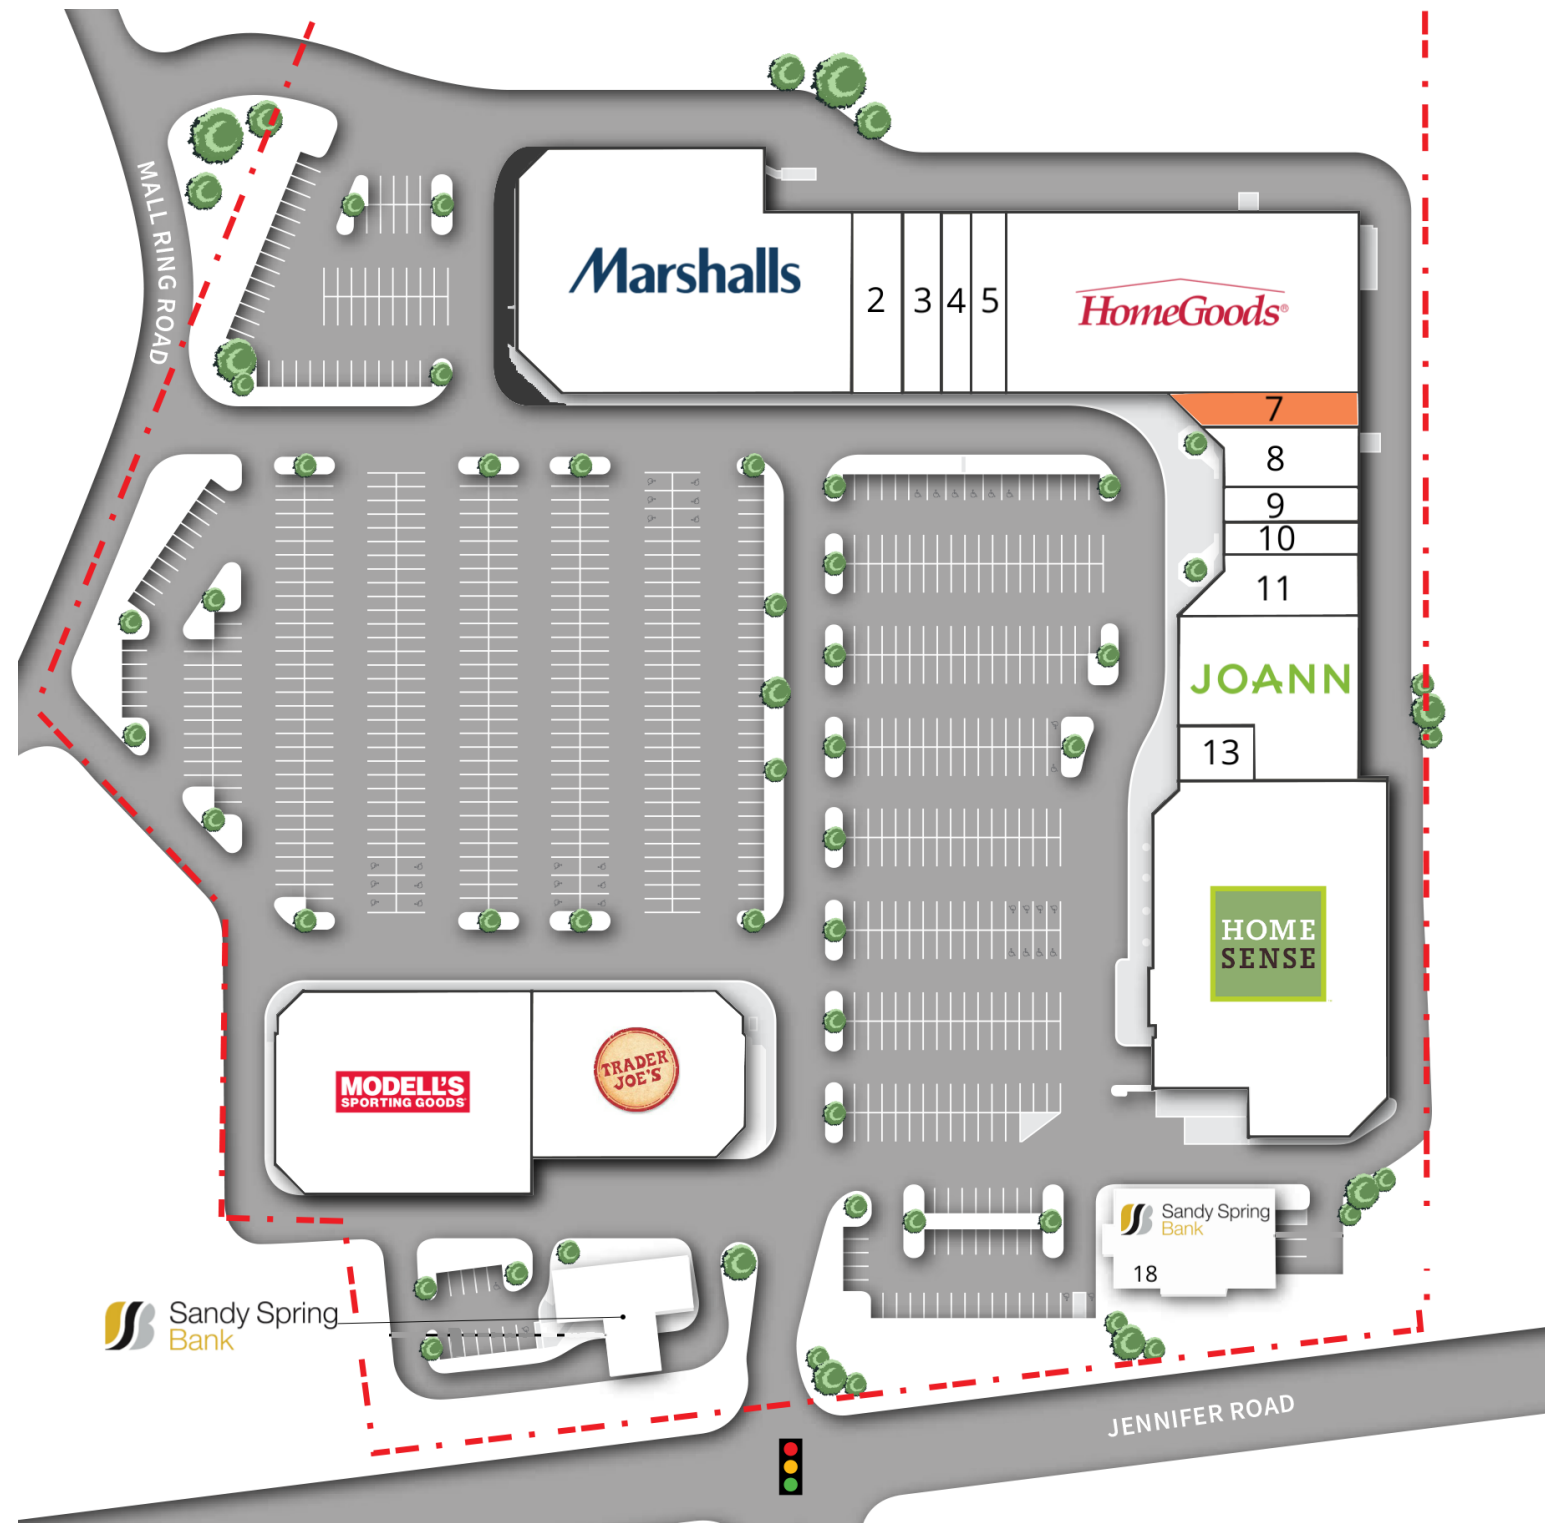 MALL RING ROAD
Marshalls
2
3
4
5
HomeGoods®
7
8
9
10
11
JOANN
13
HOME
SENSE
MODELL'S
SPORTING GOODS
TRADER
JOE'S
Sandy Spring
Bank
18
Sandy Spring
Bank
JENNIFER ROAD